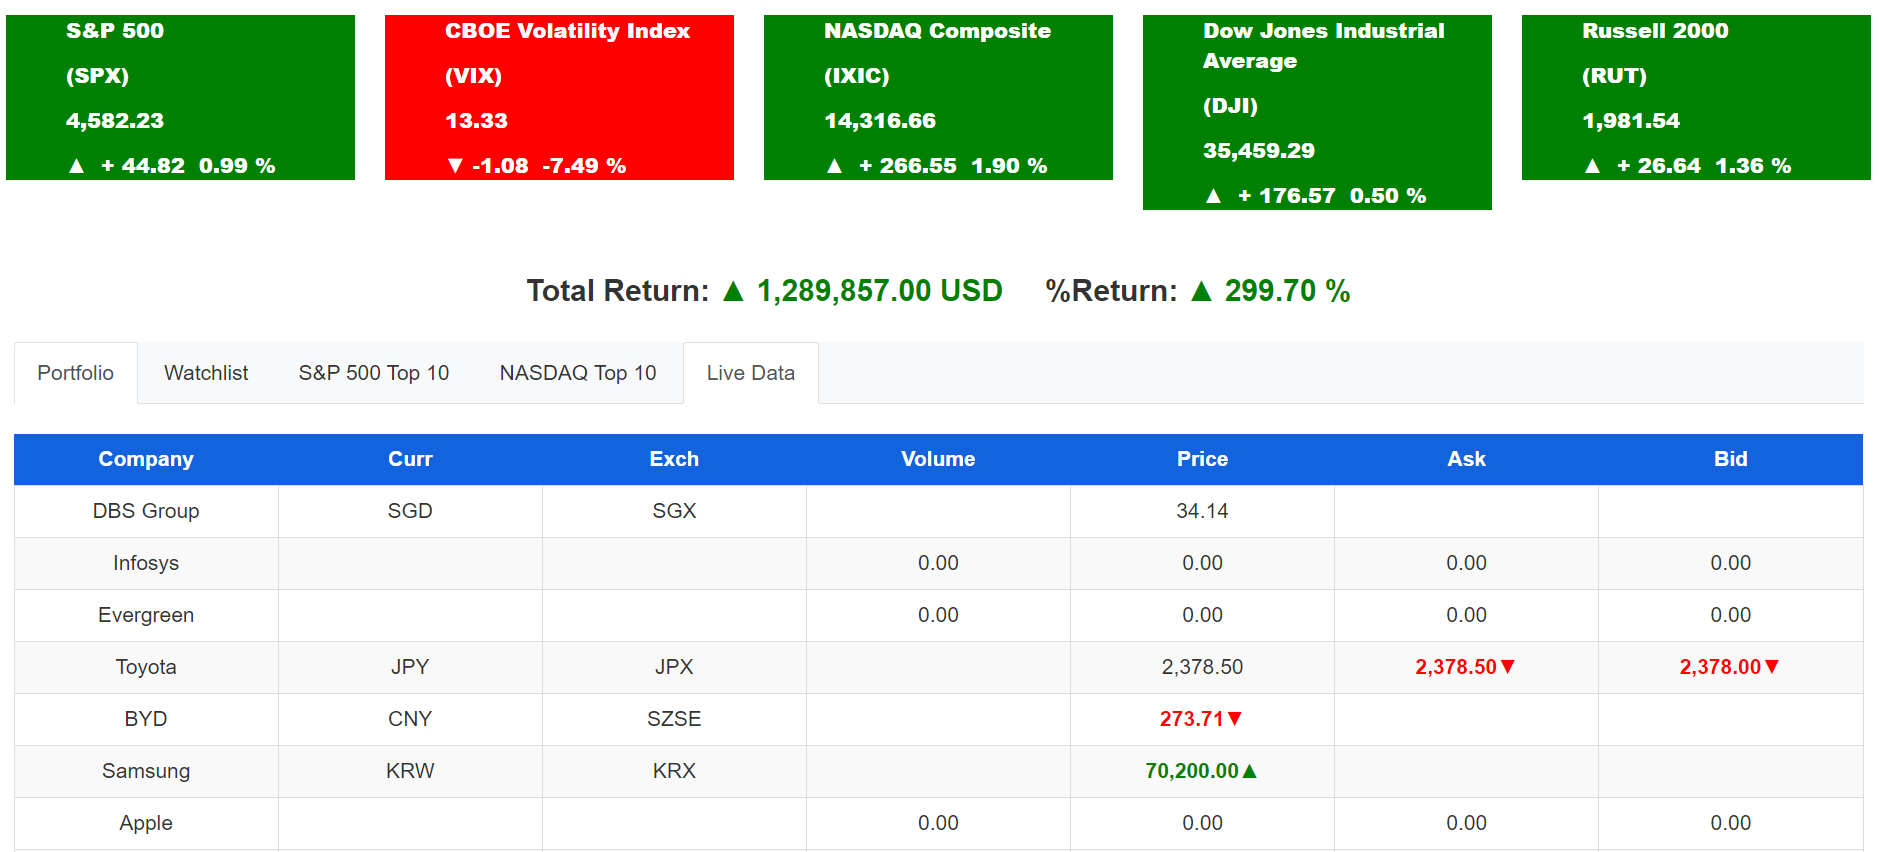 S&P 500
(SPX)
4,582.23
▲ + 44.82 0.99 %
CBOE Volatility Index
(VIX)
13.33
▼ -1.08 -7.49 %
NASDAQ Composite
(IXIC)
14,316.66
▲ + 266.55 1.90 %
Dow Jones Industrial
Average
(DJI)
35,459.29
▲ + 176.57 0.50 %
Russell 2000
(RUT)
1,981.54
▲ + 26.64 1.36 %
Total Return: ▲ 1,289,857.00 USD %Return: ▲ 299.70 %
Portfolio Watchlist S&P 500 Top 10 NASDAQ Top 10 Live Data
Company Curr Exch Volume Price Ask Bid
DBS Group SGD SGX 34.14
Infosys 0.00 0.00 0.00 0.00
Evergreen 0.00 0.00 0.00 0.00
Toyota JPY JPX 2,378.50 2,378.50▼ 2,378.00▼
BYD CNY SZSE 273.71▼
Samsung KRW KRX 70,200.00▲
Apple 0.00 0.00 0.00 0.00